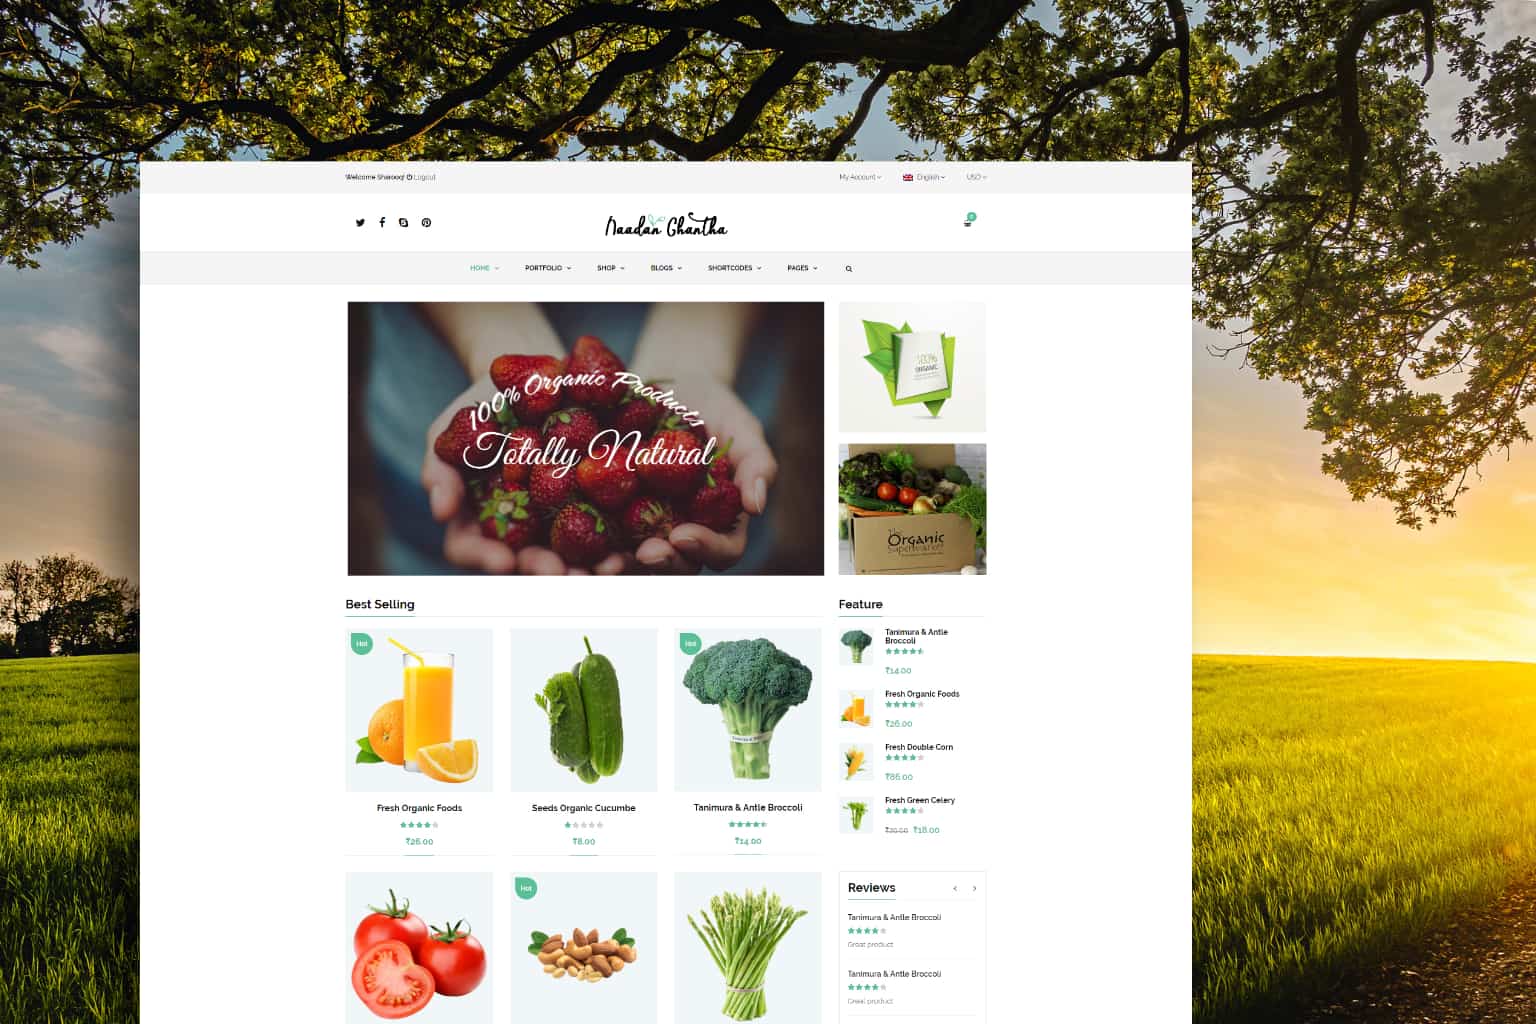 Welcome Sharooq! Logout
My Account
English
USD
Naadan Chantha
0
HOME
PORTFOLIO
SHOP
BLOGS
SHORTCODES
PAGES
100% Organic Products
Totally Natural
100%
ORGANIC
The
Organic
Supermarket
Best Selling
Hot
Fresh Organic Foods
₹26.00
Seeds Organic Cucumbe
₹8.00
Hot
Tanimura & Antle Broccoli
₹14.00
Hot
Feature
Tanimura & Antle
Broccoli
₹14.00
Fresh Organic Foods
₹26.00
Fresh Double Corn
₹86.00
Fresh Green Celery
₹20.00 ₹18.00
Reviews
Tanimura & Antle Broccoli
Great product
Tanimura & Antle Broccoli
Great product